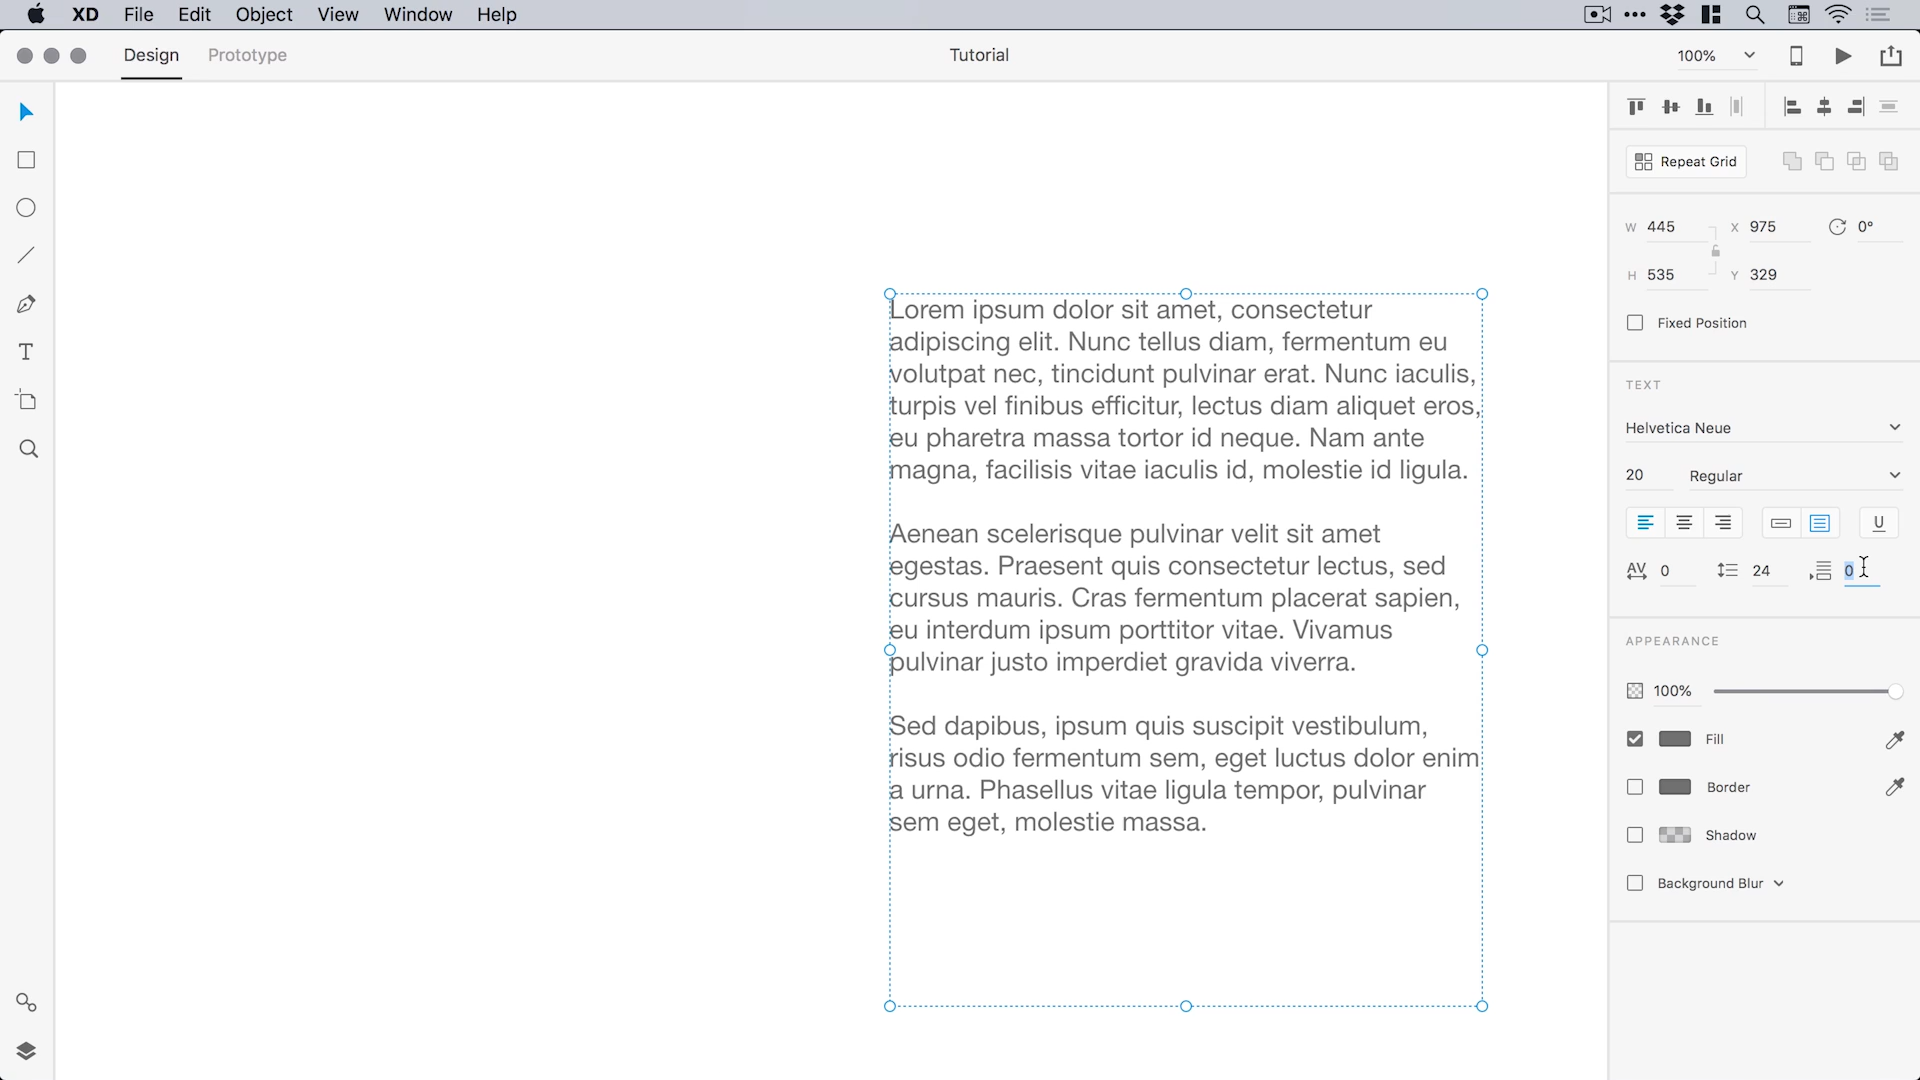 XD File Edit Object View Window Help
Design Prototype Tutorial 100%
Repeat Grid
W 445 X 975 0°
H 535 Y 329
Fixed Position
TEXT
Helvetica Neue
20 Regular
U
AV 0 24 0
APPEARANCE
100%
Fill
Border
Shadow
Background Blur
T
Lorem ipsum dolor sit amet, consectetur
adipiscing elit. Nunc tellus diam, fermentum eu
volutpat nec, tincidunt pulvinar erat. Nunc iaculis,
turpis vel finibus efficitur, lectus diam aliquet eros,
eu pharetra massa tortor id neque. Nam ante
magna, facilisis vitae iaculis id, molestie id ligula.
Aenean scelerisque pulvinar velit sit amet
egestas. Praesent quis consectetur lectus, sed
cursus mauris. Cras fermentum placerat sapien,
eu interdum ipsum porttitor vitae. Vivamus
pulvinar justo imperdiet gravida viverra.
Sed dapibus, ipsum quis suscipit vestibulum,
risus odio fermentum sem, eget luctus dolor enim
a urna. Phasellus vitae ligula tempor, pulvinar
sem eget, molestie massa.